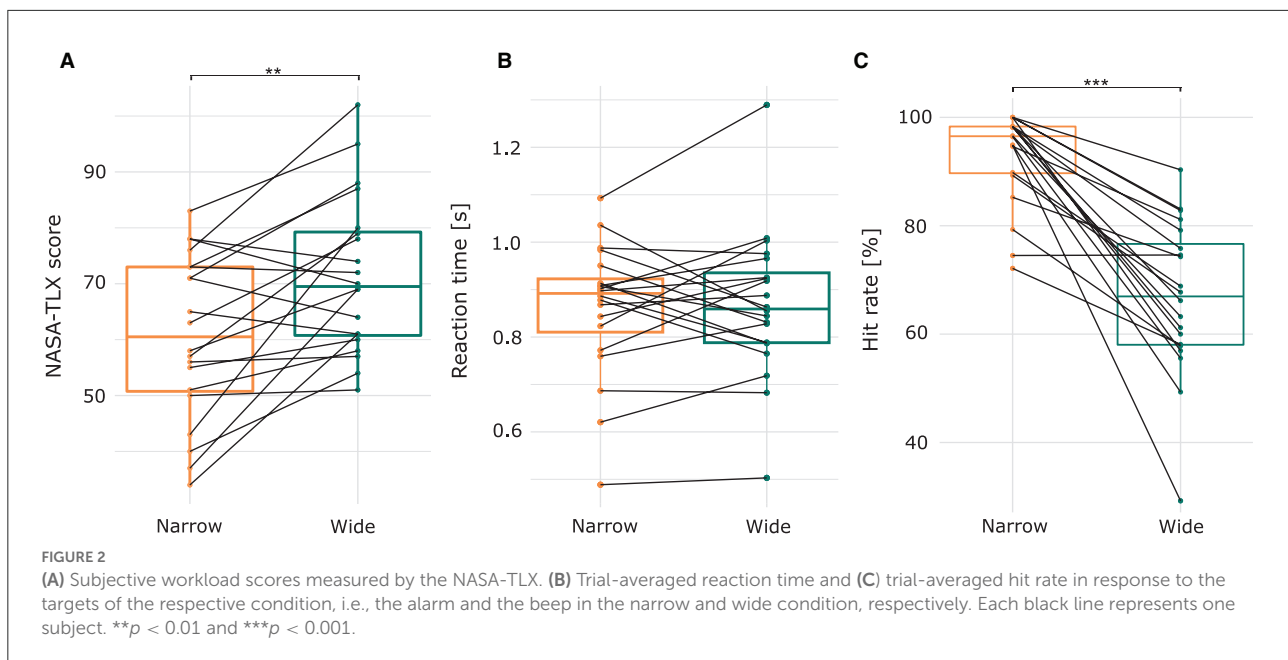 A
B
C
**
***
NASA-TLX score
90
70
50
Narrow
Wide
Reaction time [s]
1.2
1.0
0.8
0.6
Narrow
Wide
Hit rate [%]
100
80
60
40
Narrow
Wide
FIGURE 2
(A) Subjective workload scores measured by the NASA-TLX. (B) Trial-averaged reaction time and (C) trial-averaged hit rate in response to the
targets of the respective condition, i.e., the alarm and the beep in the narrow and wide condition, respectively. Each black line represents one
subject. **p < 0.01 and ***p < 0.001.